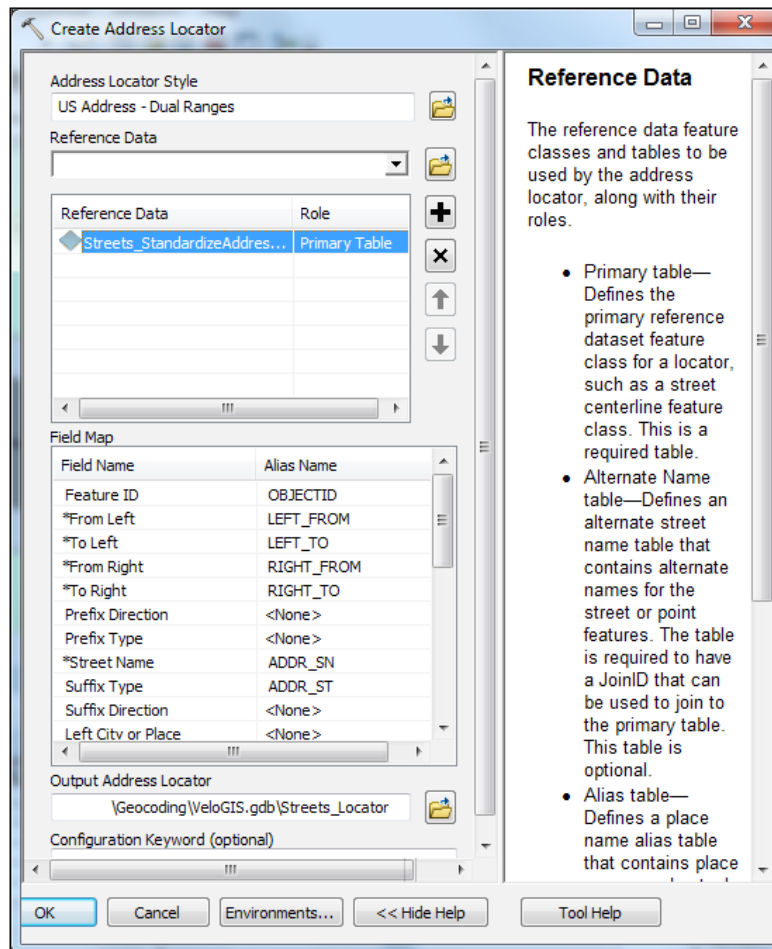 Create Address Locator
Address Locator Style
US Address - Dual Ranges
Reference Data
Reference Data Role
Streets_StandardizeAddres... Primary Table
Field Map
Field Name Alias Name
Feature ID OBJECTID
*From Left LEFT_FROM
*To Left LEFT_TO
*From Right RIGHT_FROM
*To Right RIGHT_TO
Prefix Direction <None>
Prefix Type <None>
*Street Name ADDR_SN
Suffix Type ADDR_ST
Suffix Direction <None>
Left City or Place <None>
Output Address Locator
\Geocoding\VeloGIS.gdb\Streets_Locator
Configuration Keyword (optional)
Reference Data
The reference data feature
classes and tables to be
used by the address
locator, along with their
roles.
• Primary table—
Defines the
primary reference
dataset feature
class for a locator,
such as a street
centerline feature
class. This is a
required table.
• Alternate Name
table—Defines an
alternate street
name table that
contains alternate
names for the
street or point
features. The table
is required to have
a JoinID that can
be used to join to
the primary table.
This table is
optional.
• Alias table—
Defines a place
name alias table
that contains place
OK Cancel Environments... << Hide Help Tool Help